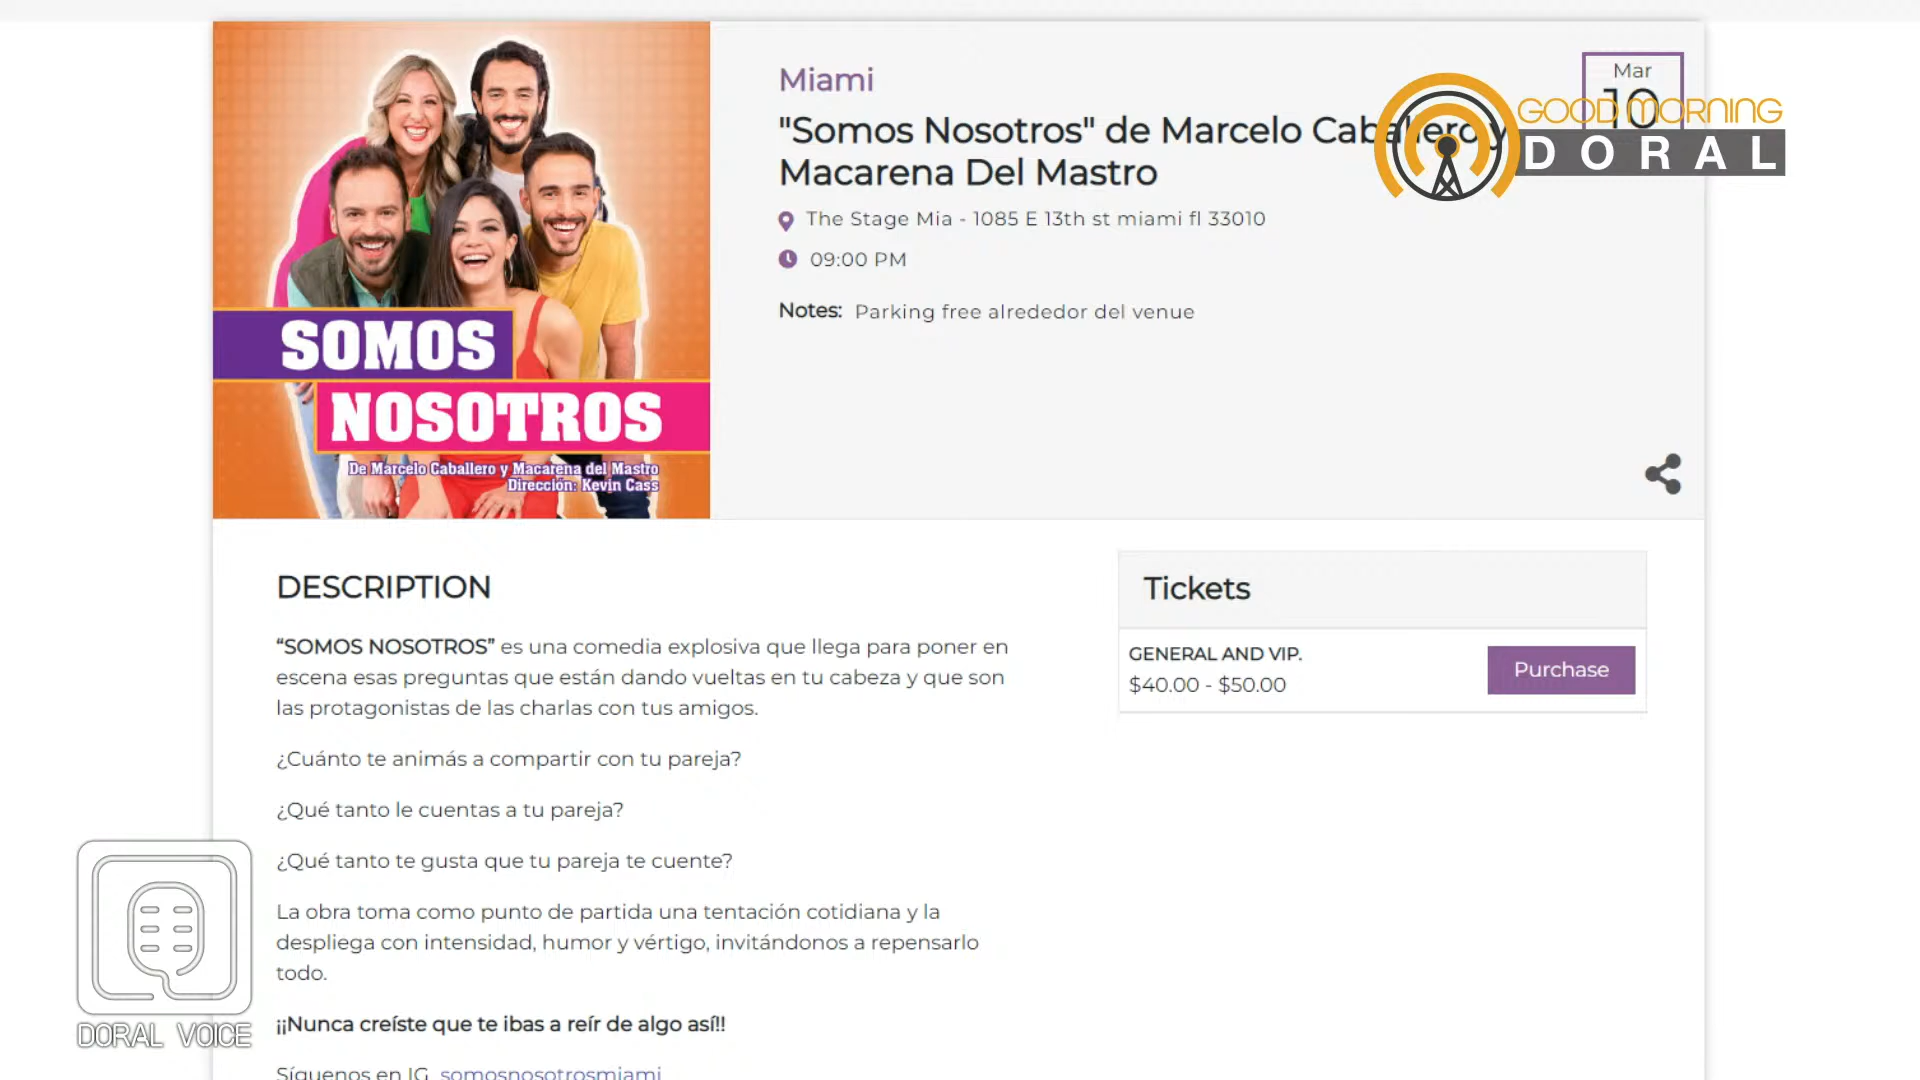 Miami
Mar
10
"Somos Nosotros" de Marcelo Caballero y
Macarena Del Mastro
GOOD MORNING
DORAL
The Stage Mia - 1085 E 13th st miami fl 33010
09:00 PM
Notes: Parking free alrededor del venue
SOMOS
NOSOTROS
De Marcelo Caballero y Macarena del Mastro
Dirección: Kevin Cass
DESCRIPTION
“SOMOS NOSOTROS” es una comedia explosiva que llega para poner en
escena esas preguntas que están dando vueltas en tu cabeza y que son
las protagonistas de las charlas con tus amigos.
¿Cuánto te animás a compartir con tu pareja?
¿Qué tanto le cuentas a tu pareja?
¿Qué tanto te gusta que tu pareja te cuente?
La obra toma como punto de partida una tentación cotidiana y la
despliega con intensidad, humor y vértigo, invitándonos a repensarlo
todo.
¡¡Nunca creíste que te ibas a reír de algo así!!
Síguenos en IG somosnosotrosmiami
Tickets
GENERAL AND VIP.
$40.00 - $50.00
Purchase
DORAL VOICE